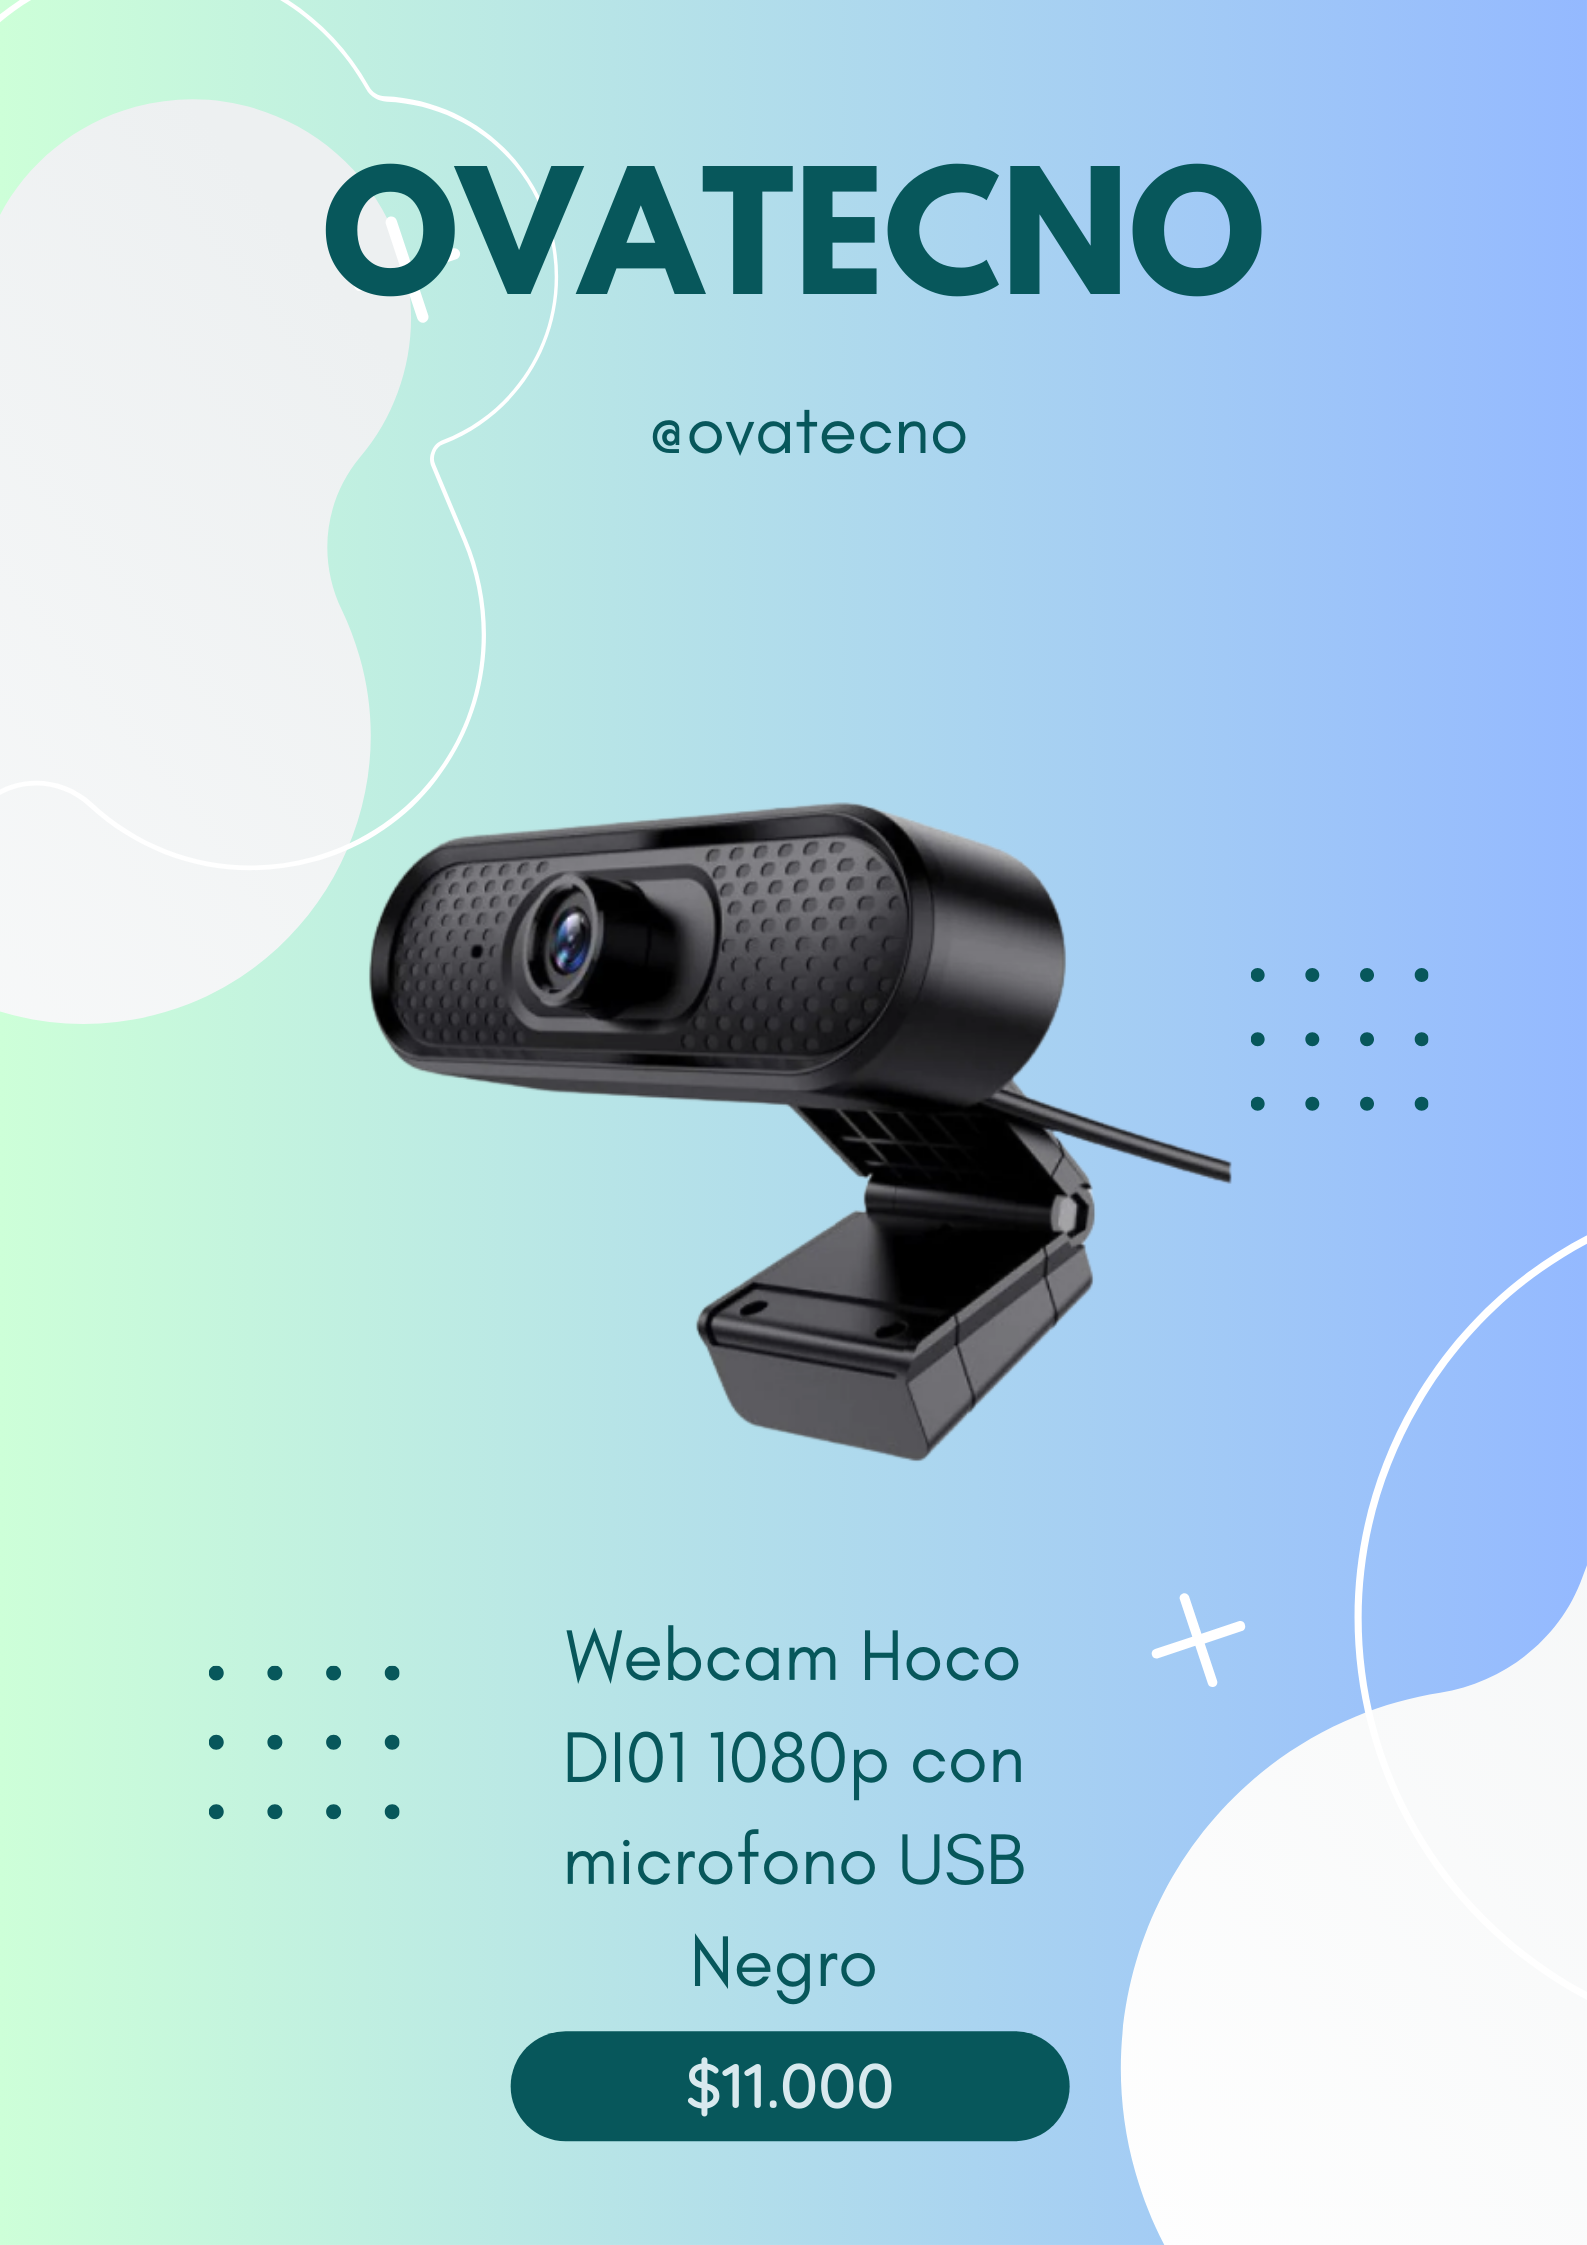 OVATECNO
@ovatecno
Webcam Hoco
DI01 1080p con
microfono USB
Negro
$11.000